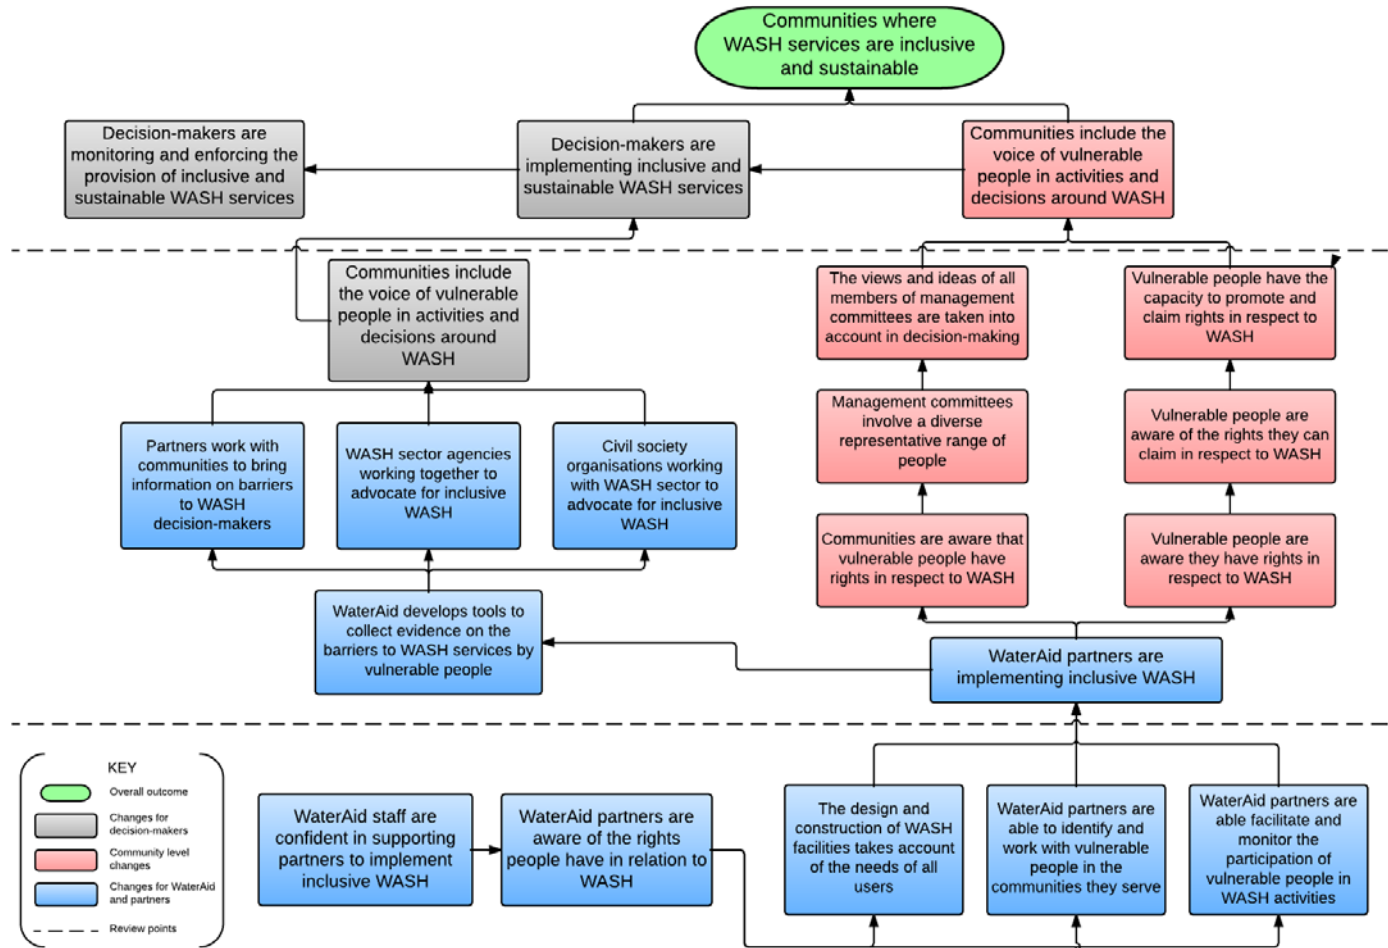 Communities where
WASH services are inclusive
and sustainable
Decision-makers are
monitoring and enforcing the
provision of inclusive and
sustainable WASH services
Decision-makers are
implementing inclusive and
sustainable WASH services
Communities include the
voice of vulnerable
people in activities and
decisions around WASH
Communities include
the voice of vulnerable
people in activities and
decisions around
WASH
The views and ideas of all
members of management
committees are taken into
account in decision-making
Vulnerable people have the
capacity to promote and
claim rights in respect to
WASH
Management committees
involve a diverse
representative range of
people
Vulnerable people are
aware of the rights they can
claim in respect to WASH
Partners work with
communities to bring
information on barriers
to WASH
decision-makers
WASH sector agencies
working together to
advocate for inclusive
WASH
Civil society
organisations working
with WASH sector to
advocate for inclusive
WASH
Communities are aware that
vulnerable people have
rights in respect to WASH
Vulnerable people are
aware they have rights in
respect to WASH
WaterAid develops tools to
collect evidence on the
barriers to WASH services by
vulnerable people
WaterAid partners are
implementing inclusive WASH
KEY
Overall outcome
Changes for
decision-makers
Community level
changes
Changes for WaterAid
and partners
Review points
WaterAid staff are
confident in supporting
partners to implement
inclusive WASH
WaterAid partners are
aware of the rights
people have in relation to
WASH
The design and
construction of WASH
facilities takes account
of the needs of all
users
WaterAid partners are
able to identify and
work with vulnerable
people in the
communities they serve
WaterAid partners are
able facilitate and
monitor the
participation of
vulnerable people in
WASH activities